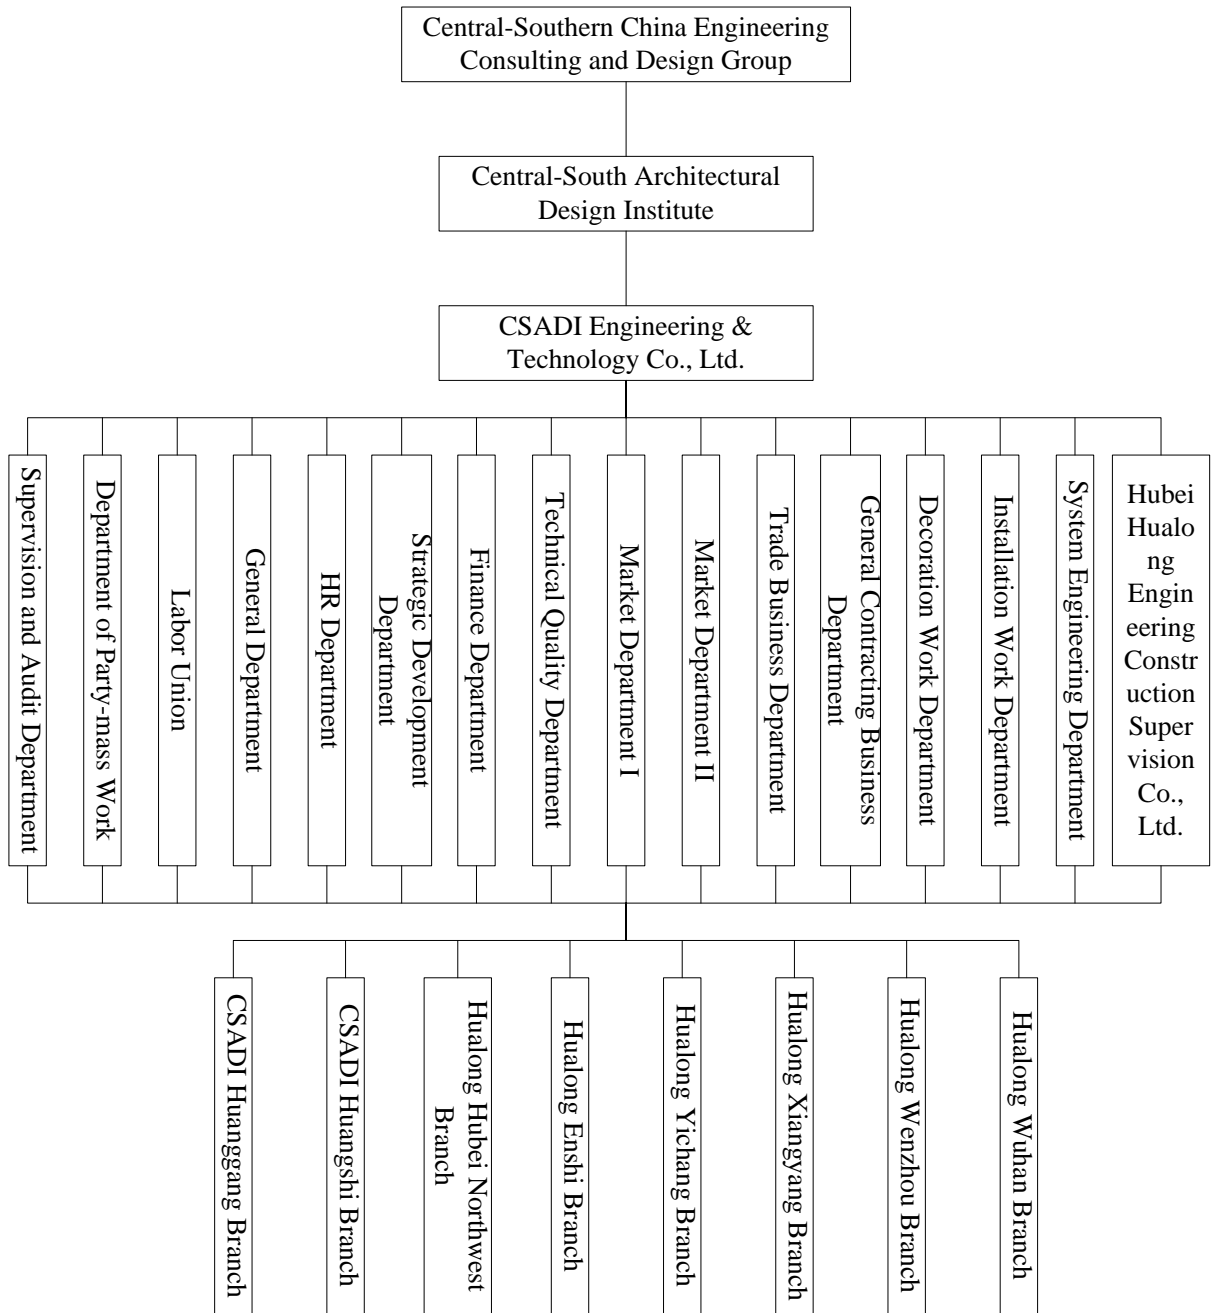 Central-Southern China Engineering
Consulting and Design Group
Central-South Architectural
Design Institute
CSADI Engineering &
Technology Co., Ltd.
Supervision and Audit Department
Department of Party-mass Work
Labor Union
General Department
HR Department
Strategic Development
Department
Finance Department
Technical Quality Department
Market Department I
Market Department II
Trade Business Department
General Contracting Business
Department
Decoration Work Department
Installation Work Department
System Engineering Department
Hubei
Hualo
ng
Engin
eering
Constr
uction
Super
vision
Co.,
Ltd.
CSADI Huanggang Branch
CSADI Huangshi Branch
Hualong Hubei Northwest
Branch
Hualong Enshi Branch
Hualong Yichang Branch
Hualong Xiangyang Branch
Hualong Wenzhou Branch
Hualong Wuhan Branch